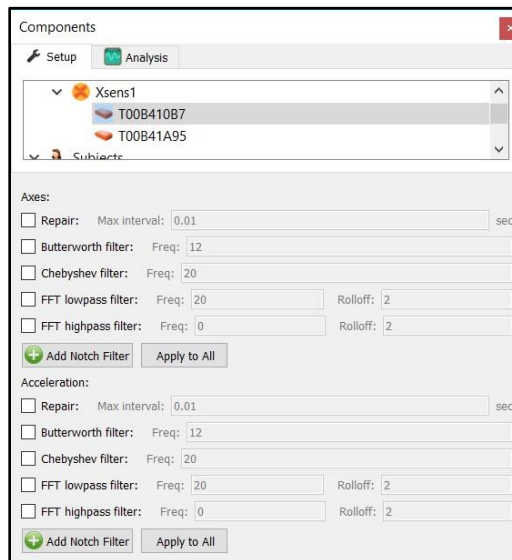 Components
Setup Analysis
Xsens1
T00B410B7
T00B41A95
Subjects
Axes:
Repair: Max interval: 0.01 sec
Butterworth filter: Freq: 12
Chebyshev filter: Freq: 20
FFT lowpass filter: Freq: 20 Rolloff: 2
FFT highpass filter: Freq: 0 Rolloff: 2
Add Notch Filter Apply to All
Acceleration:
Repair: Max interval: 0.01 sec
Butterworth filter: Freq: 12
Chebyshev filter: Freq: 20
FFT lowpass filter: Freq: 20 Rolloff: 2
FFT highpass filter: Freq: 0 Rolloff: 2
Add Notch Filter Apply to All